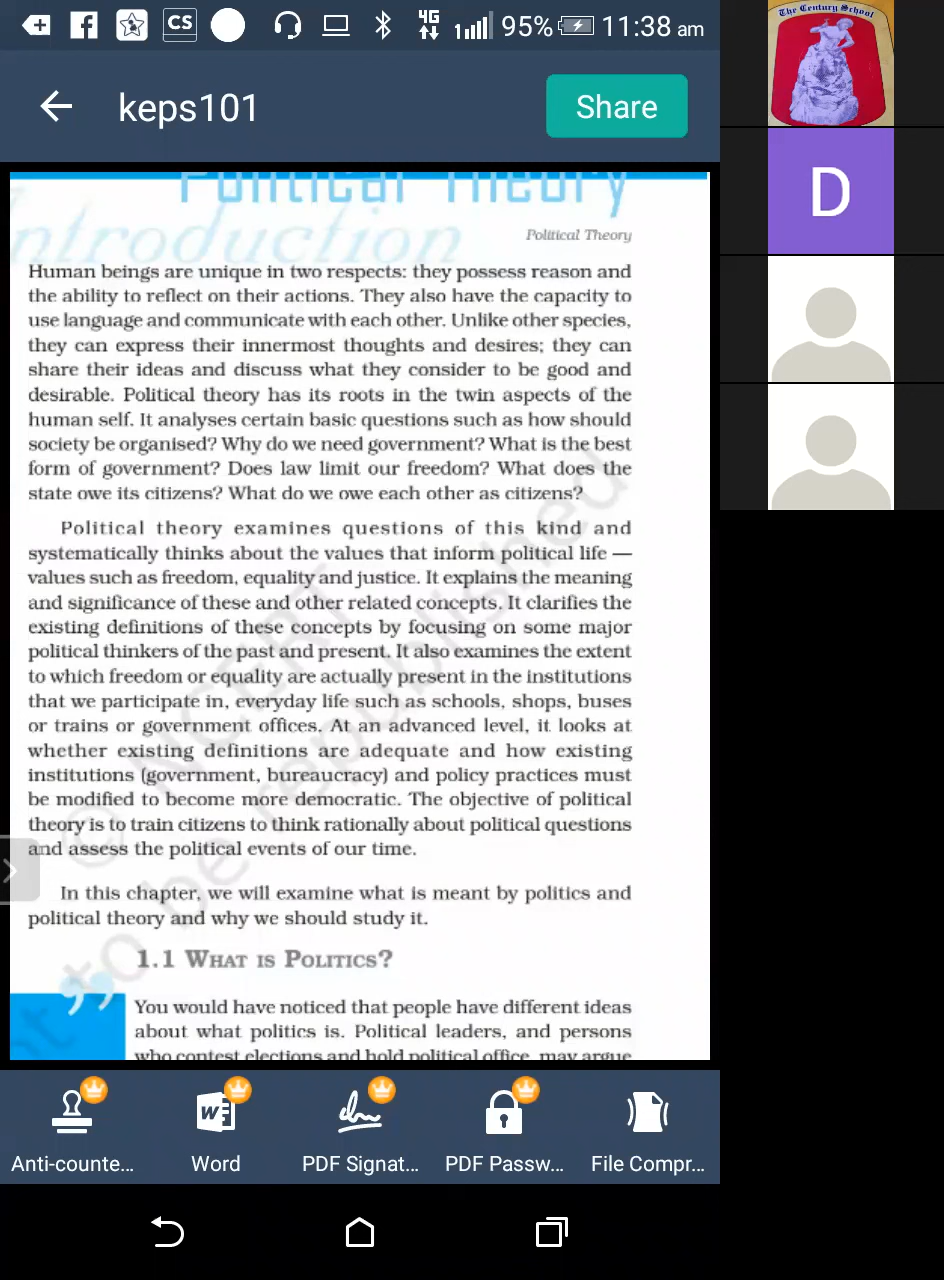 CS
4G
95%
11:38 am
keps101
Share
Political Theory
Introduction
Political Theory
Human beings are unique in two respects: they possess reason and
the ability to reflect on their actions. They also have the capacity to
use language and communicate with each other. Unlike other species,
they can express their innermost thoughts and desires; they can
share their ideas and discuss what they consider to be good and
desirable. Political theory has its roots in the twin aspects of the
human self. It analyses certain basic questions such as how should
society be organised? Why do we need government? What is the best
form of government? Does law limit our freedom? What does the
state owe its citizens? What do we owe each other as citizens?
Political theory examines questions of this kind and
systematically thinks about the values that inform political life —
values such as freedom, equality and justice. It explains the meaning
and significance of these and other related concepts. It clarifies the
existing definitions of these concepts by focusing on some major
political thinkers of the past and present. It also examines the extent
to which freedom or equality are actually present in the institutions
that we participate in, everyday life such as schools, shops, buses
or trains or government offices. At an advanced level, it looks at
whether existing definitions are adequate and how existing
institutions (government, bureaucracy) and policy practices must
be modified to become more democratic. The objective of political
theory is to train citizens to think rationally about political questions
and assess the political events of our time.
In this chapter, we will examine what is meant by politics and
political theory and why we should study it.
1.1 WHAT IS POLITICS?
You would have noticed that people have different ideas
about what politics is. Political leaders, and persons
who contest elections and hold political office, may argue
© NCERT
to be republished
Anti-counte...
Word
PDF Signat...
PDF Passw...
File Compr...
The Century School
D